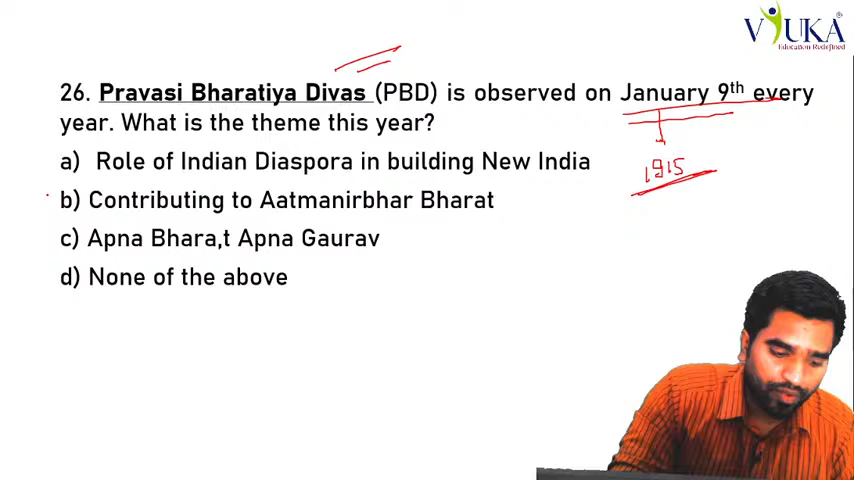 VYUKA
Education Redefined
26. Pravasi Bharatiya Divas (PBD) is observed on January 9th every
year. What is the theme this year?
1915
a) Role of Indian Diaspora in building New India
b) Contributing to Aatmanirbhar Bharat
c) Apna Bhara,t Apna Gaurav
d) None of the above